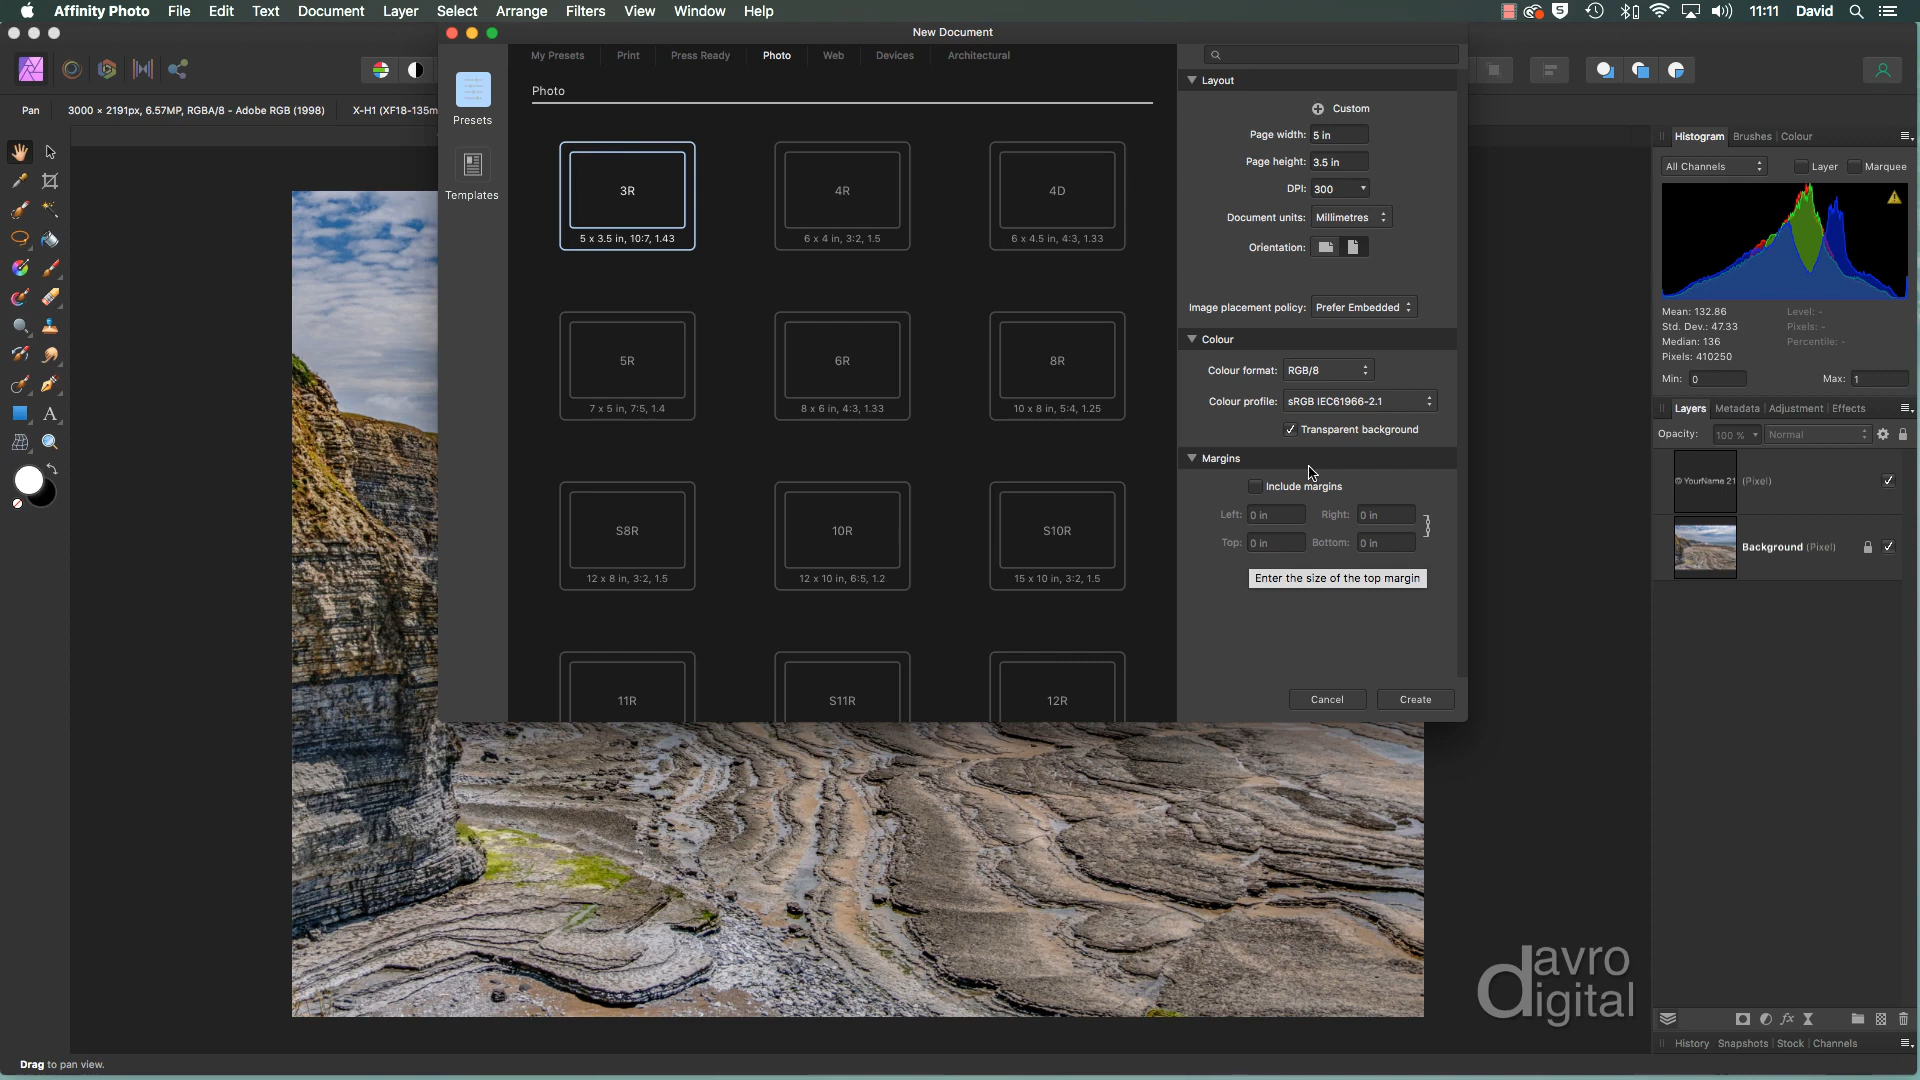 Affinity Photo File Edit Text Document Layer Select Arrange Filters View Window Help 11:11 David
New Document
Pan 3000 × 2191px, 6.57MP, RGBA/8 - Adobe RGB (1998) X-H1 (XF18-135m
Presets
Templates
My Presets Print Press Ready Photo Web Devices Architectural
Photo
3R
5 x 3.5 in, 10:7, 1.43
4R
6 x 4 in, 3:2, 1.5
4D
6 x 4.5 in, 4:3, 1.33
5R
7 x 5 in, 7:5, 1.4
6R
8 x 6 in, 4:3, 1.33
8R
10 x 8 in, 5:4, 1.25
S8R
12 x 8 in, 3:2, 1.5
10R
12 x 10 in, 6:5, 1.2
S10R
15 x 10 in, 3:2, 1.5
11R
S11R
12R
Layout
Custom
Page width: 5 in
Page height: 3.5 in
DPI: 300
Document units: Millimetres
Orientation:
Image placement policy: Prefer Embedded
Colour
Colour format: RGB/8
Colour profile: sRGB IEC61966-2.1
Transparent background
Margins
Include margins
Left: 0 in Right: 0 in
Top: 0 in Bottom: 0 in
Enter the size of the top margin
Cancel Create
Histogram Brushes Colour
All Channels Layer Marquee
Mean: 132.86 Level: -
Std. Dev.: 47.33 Pixels: -
Median: 136 Percentile: -
Pixels: 410250
Min: 0 Max: 1
Layers Metadata Adjustment Effects
Opacity: 100 % Normal
© YourName 21 (Pixel)
Background (Pixel)
davro
digital
History Snapshots Stock Channels
Drag to pan view.